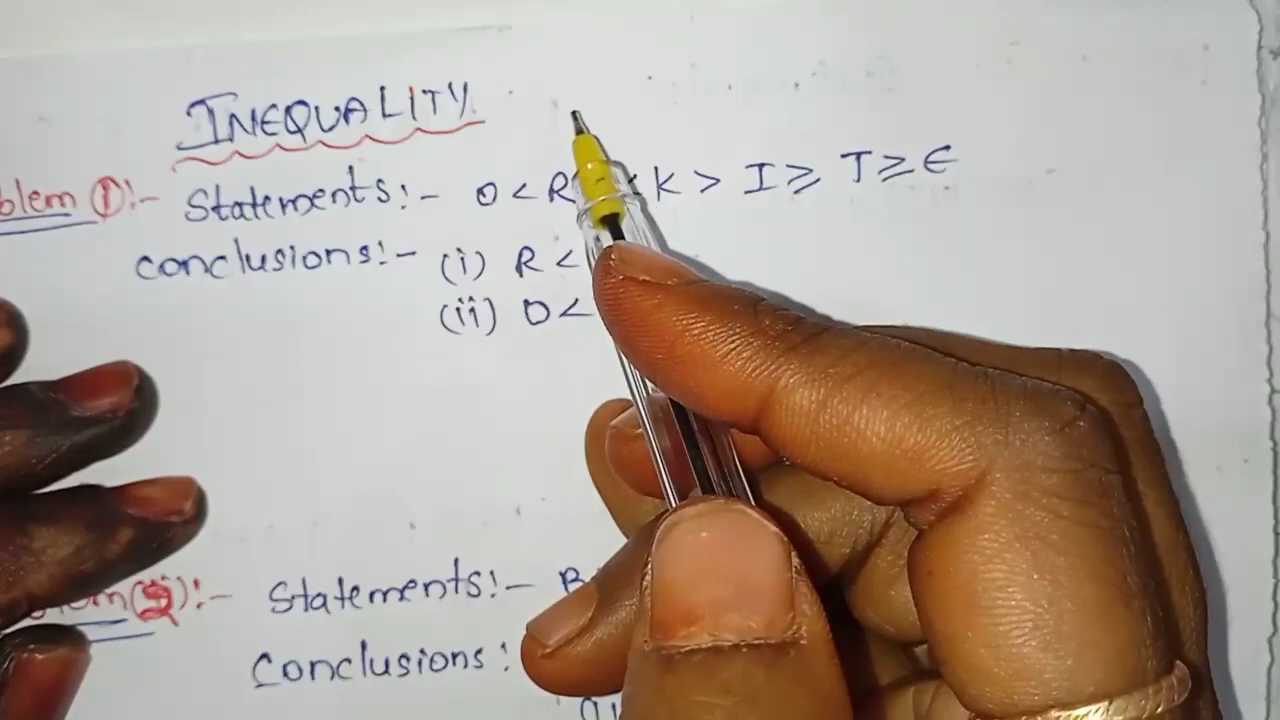 INEQUALITY
blem ①:- Statements:- O < R < K > I ≥ T ≥ E
conclusions:- (i) R <
(ii) O <
Statements:- B
Conclusions: